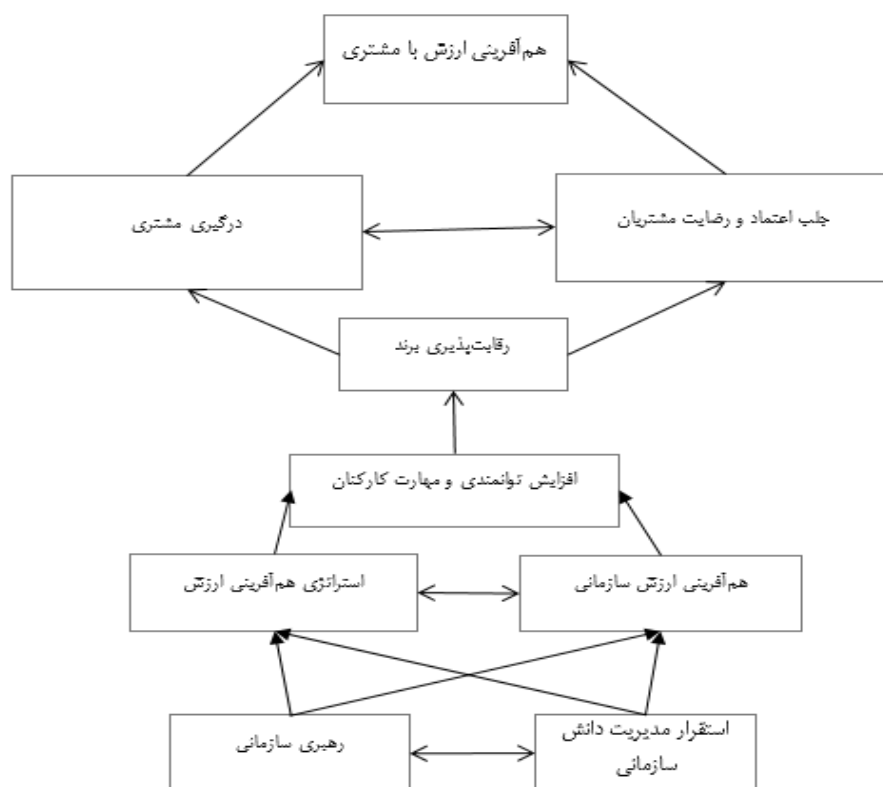 هم‌آفرینی ارزش با مشتری
جلب اعتماد و رضایت مشتریان
درگیری مشتری
رقابت‌پذیری برند
افزایش توانمندی و مهارت کارکنان
هم‌آفرینی ارزش سازمانی
استراتژی هم‌آفرینی ارزش
استقرار مدیریت دانش
سازمانی
رهبری سازمانی